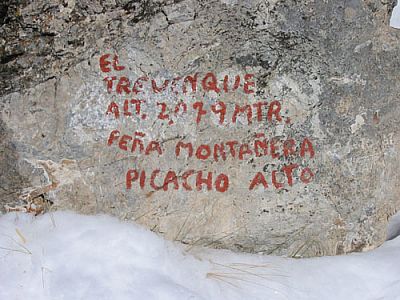 EL
TREVENQUE
ALT. 2,079 MTR.
PEÑA MONTAÑERA
PICACHO ALTO